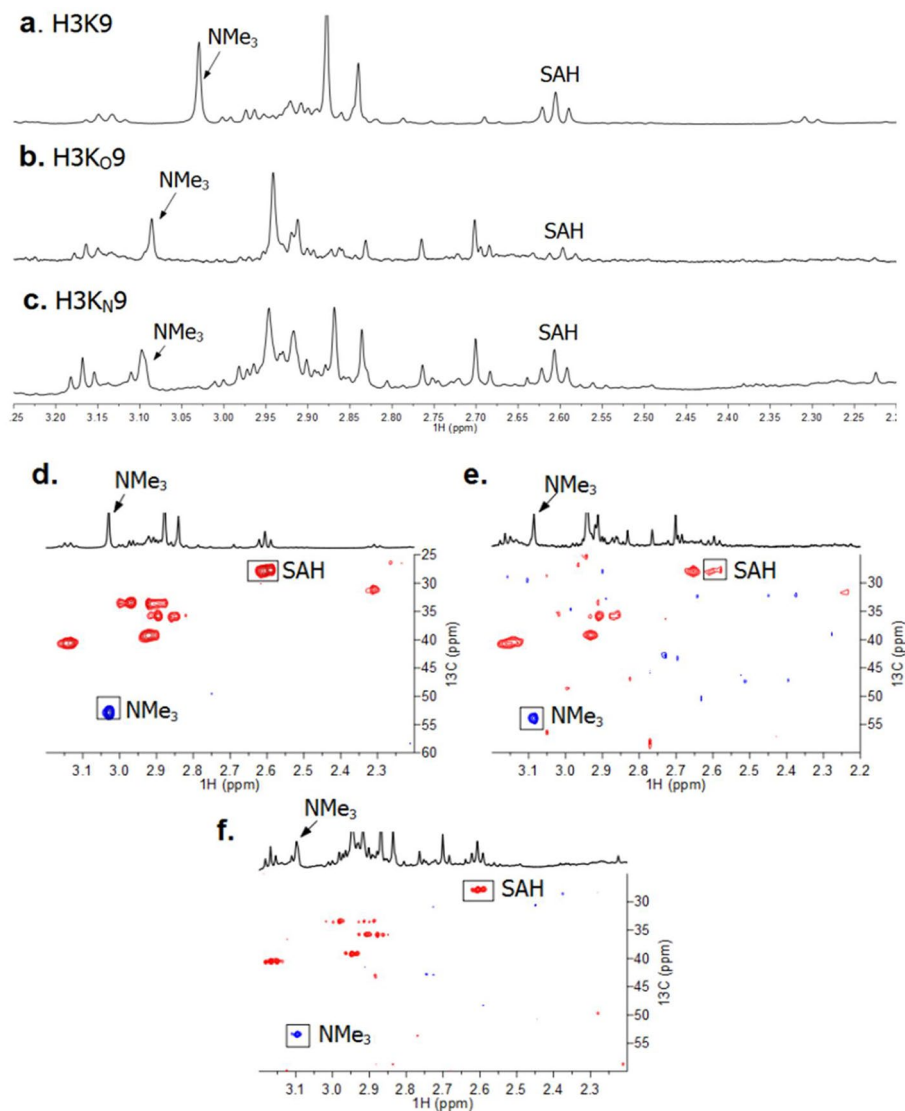 a. H3K9
NMe3
SAH
b. H3KO9
NMe3
SAH
c. H3KN9
NMe3
SAH
.25 3.20 3.15 3.10 3.05 3.00 2.95 2.90 2.85 2.80 2.75 2.70 2.65 2.60 2.55 2.50 2.45 2.40 2.35 2.30 2.25 2.2
1H (ppm)
d.
NMe3
SAH
NMe3
25
30
35
40
45
50
55
60
13C (ppm)
3.1 3.0 2.9 2.8 2.7 2.6 2.5 2.4 2.3
1H (ppm)
e.
NMe3
SAH
NMe3
30
35
40
45
50
55
13C (ppm)
3.1 3.0 2.9 2.8 2.7 2.6 2.5 2.4 2.3 2.2
1H (ppm)
f.
NMe3
SAH
NMe3
30
35
40
45
50
55
13C (ppm)
3.1 3.0 2.9 2.8 2.7 2.6 2.5 2.4 2.3
1H (ppm)